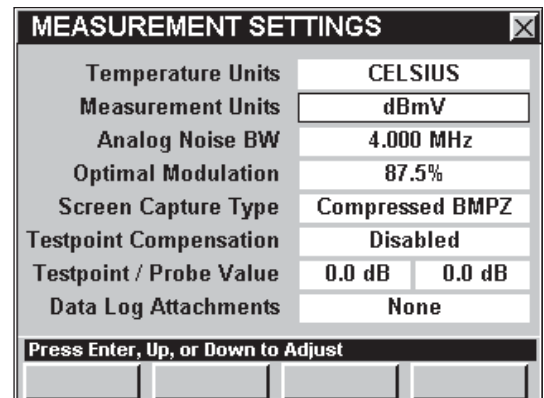 MEASUREMENT SETTINGS
Temperature Units CELSIUS
Measurement Units dBmV
Analog Noise BW 4.000 MHz
Optimal Modulation 87.5%
Screen Capture Type Compressed BMPZ
Testpoint Compensation Disabled
Testpoint / Probe Value 0.0 dB 0.0 dB
Data Log Attachments None
Press Enter, Up, or Down to Adjust